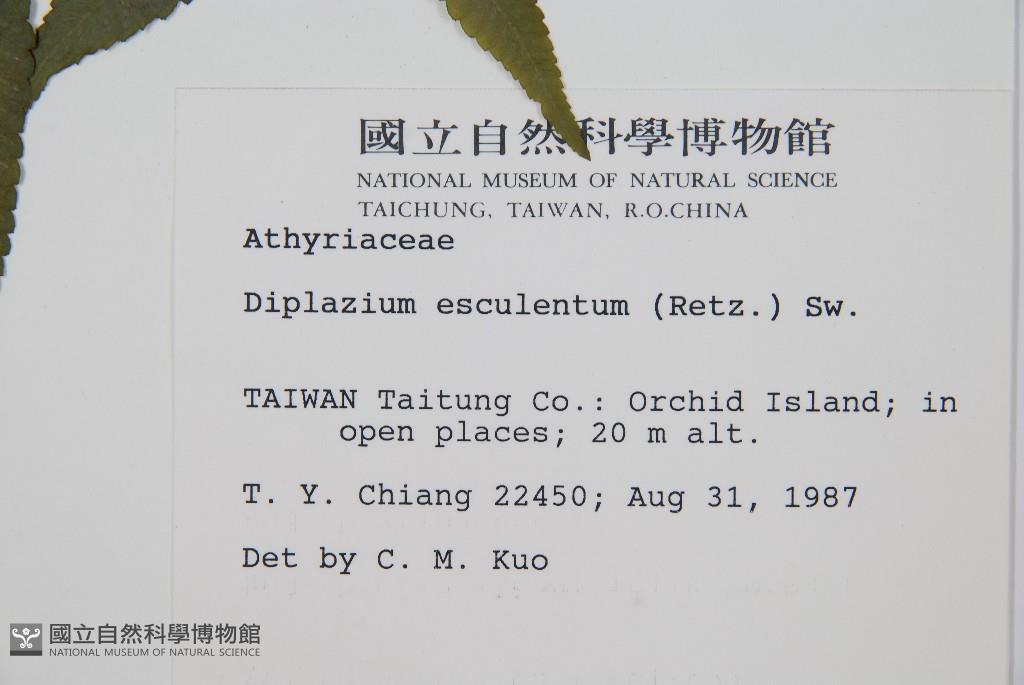 國立自然科學博物館
NATIONAL MUSEUM OF NATURAL SCIENCE
TAICHUNG, TAIWAN, R.O.CHINA
Athyriaceae
Diplazium esculentum (Retz.) Sw.
TAIWAN Taitung Co.: Orchid Island; in
open places; 20 m alt.
T. Y. Chiang 22450; Aug 31, 1987
Det by C. M. Kuo
國立自然科學博物館
NATIONAL MUSEUM OF NATURAL SCIENCE